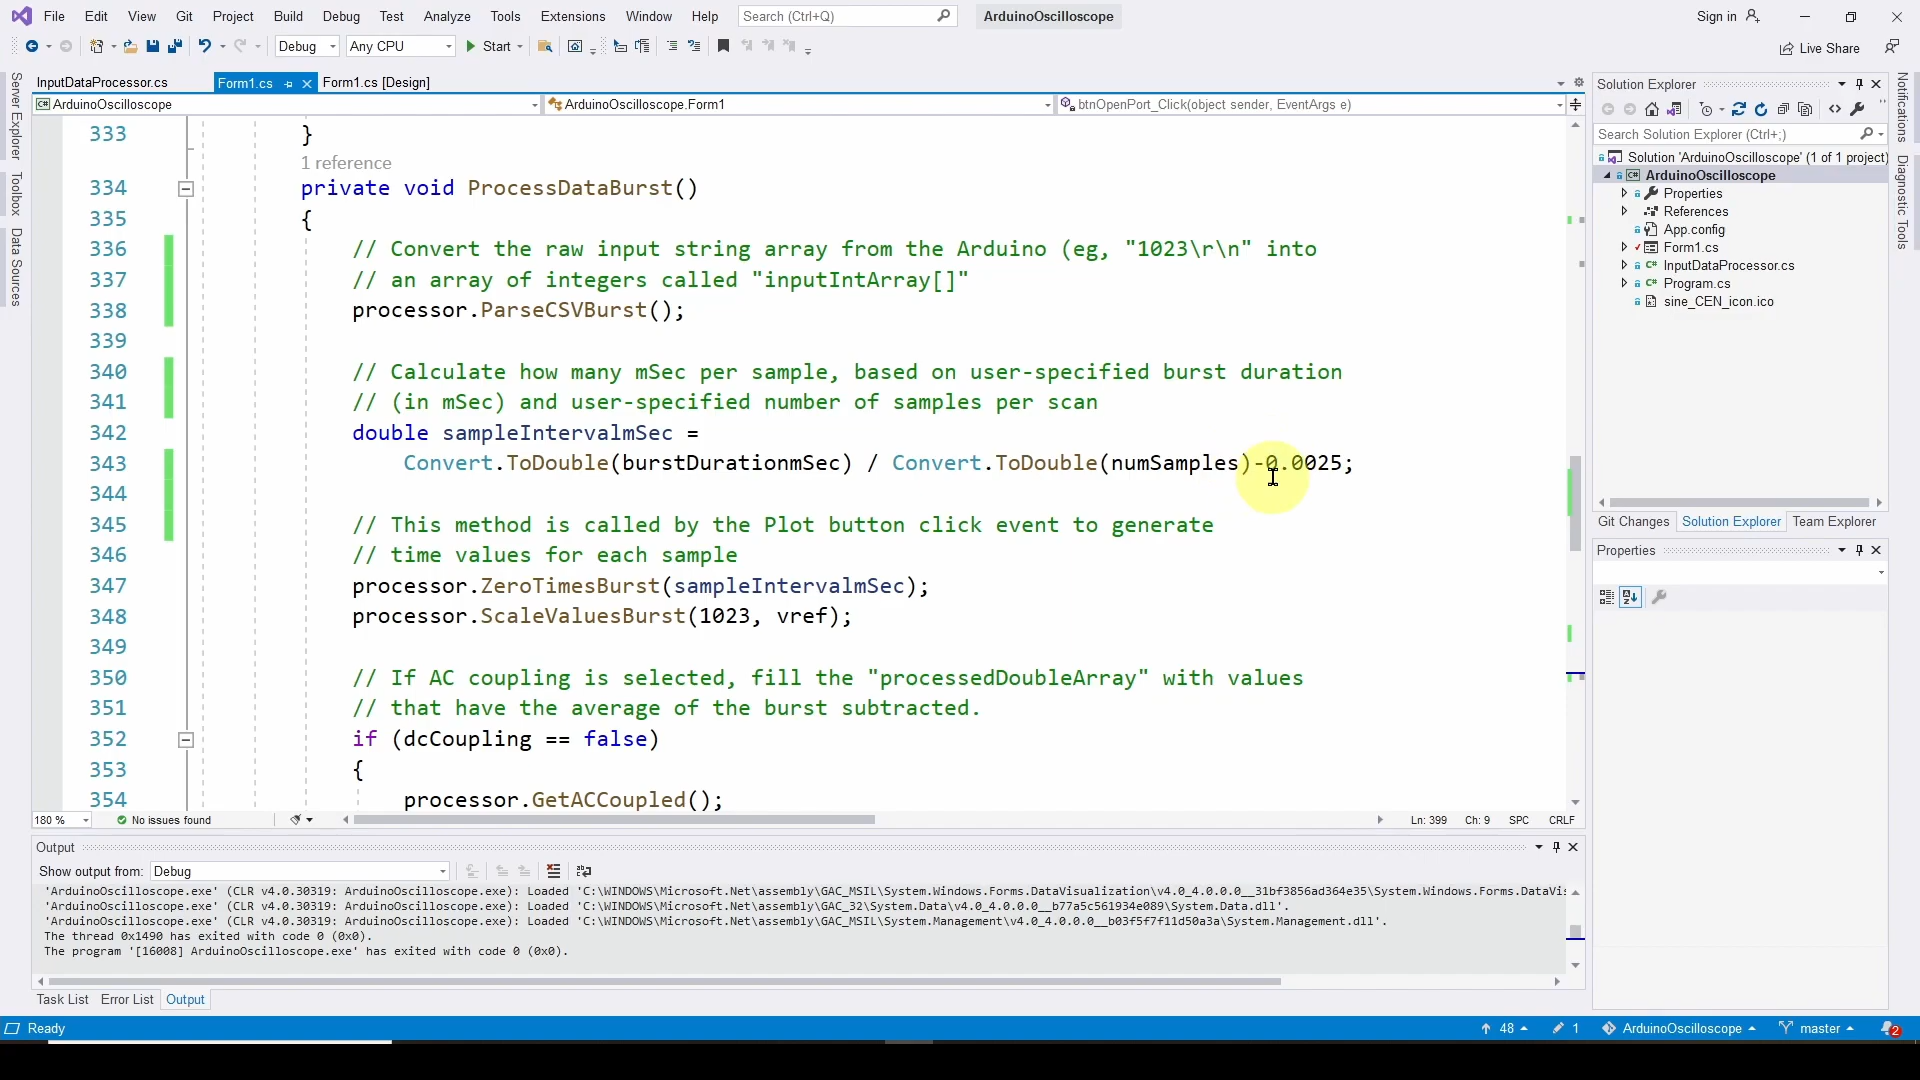 File Edit View Git Project Build Debug Test Analyze Tools Extensions Window Help Search (Ctrl+Q) ArduinoOscilloscope Sign in
Debug Any CPU Start Live Share
InputDataProcessor.cs Form1.cs Form1.cs [Design]
ArduinoOscilloscope ArduinoOscilloscope.Form1 btnOpenPort_Click(object sender, EventArgs e)
Server Explorer
Toolbox
Data Sources
333 }
1 reference
334 private void ProcessDataBurst()
335 {
336 // Convert the raw input string array from the Arduino (eg, "1023\r\n" into
337 // an array of integers called "inputIntArray[]"
338 processor.ParseCSVBurst();
339
340 // Calculate how many mSec per sample, based on user-specified burst duration
341 // (in mSec) and user-specified number of samples per scan
342 double sampleIntervalmSec =
343 Convert.ToDouble(burstDurationmSec) / Convert.ToDouble(numSamples)-0.0025;
344
345 // This method is called by the Plot button click event to generate
346 // time values for each sample
347 processor.ZeroTimesBurst(sampleIntervalmSec);
348 processor.ScaleValuesBurst(1023, vref);
349
350 // If AC coupling is selected, fill the "processedDoubleArray" with values
351 // that have the average of the burst subtracted.
352 if (dcCoupling == false)
353 {
354 processor.GetACCoupled();
180 % No issues found Ln: 399 Ch: 9 SPC CRLF
Output
Show output from: Debug
'ArduinoOscilloscope.exe' (CLR v4.0.30319: ArduinoOscilloscope.exe): Loaded 'C:\WINDOWS\Microsoft.Net\assembly\GAC_MSIL\System.Windows.Forms.DataVisualization\v4.0_4.0.0.0__31bf3856ad364e35\System.Windows.Forms.DataVis
'ArduinoOscilloscope.exe' (CLR v4.0.30319: ArduinoOscilloscope.exe): Loaded 'C:\WINDOWS\Microsoft.Net\assembly\GAC_32\System.Data\v4.0_4.0.0.0__b77a5c561934e089\System.Data.dll'.
'ArduinoOscilloscope.exe' (CLR v4.0.30319: ArduinoOscilloscope.exe): Loaded 'C:\WINDOWS\Microsoft.Net\assembly\GAC_MSIL\System.Management\v4.0_4.0.0.0__b03f5f7f11d50a3a\System.Management.dll'.
The thread 0x1490 has exited with code 0 (0x0).
The program '[16008] ArduinoOscilloscope.exe' has exited with code 0 (0x0).
Task List Error List Output
Solution Explorer
Search Solution Explorer (Ctrl+;)
Solution 'ArduinoOscilloscope' (1 of 1 project)
ArduinoOscilloscope
Properties
References
App.config
Form1.cs
C# InputDataProcessor.cs
C# Program.cs
sine_CEN_icon.ico
Git Changes Solution Explorer Team Explorer
Properties
Notifications
Diagnostic Tools
Ready 48 1 ArduinoOscilloscope master 2